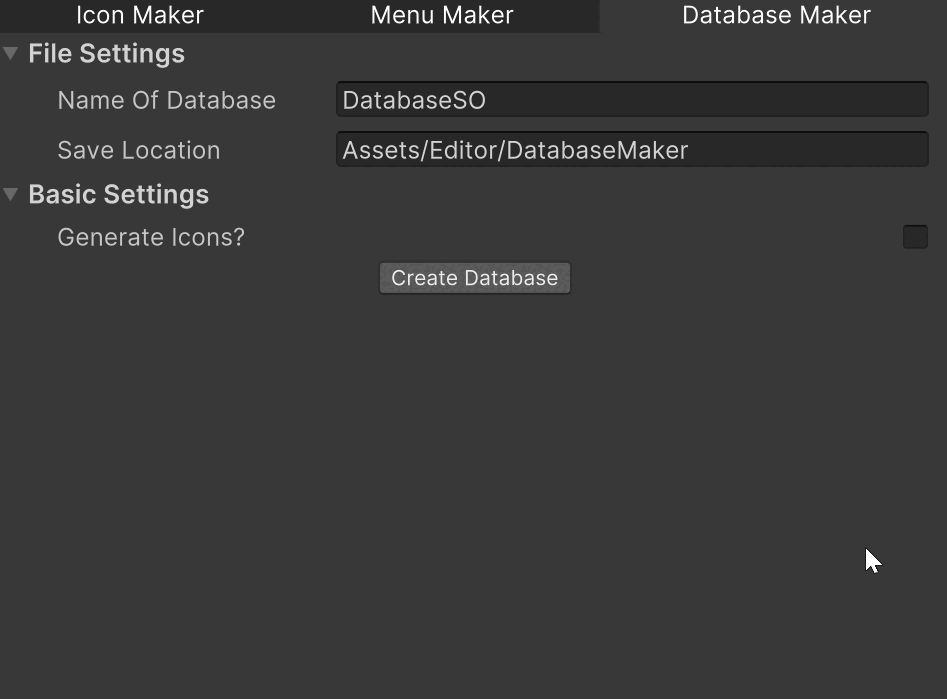 Icon Maker Menu Maker Database Maker
File Settings
Name Of Database DatabaseSO
Save Location Assets/Editor/DatabaseMaker
Basic Settings
Generate Icons?
Create Database